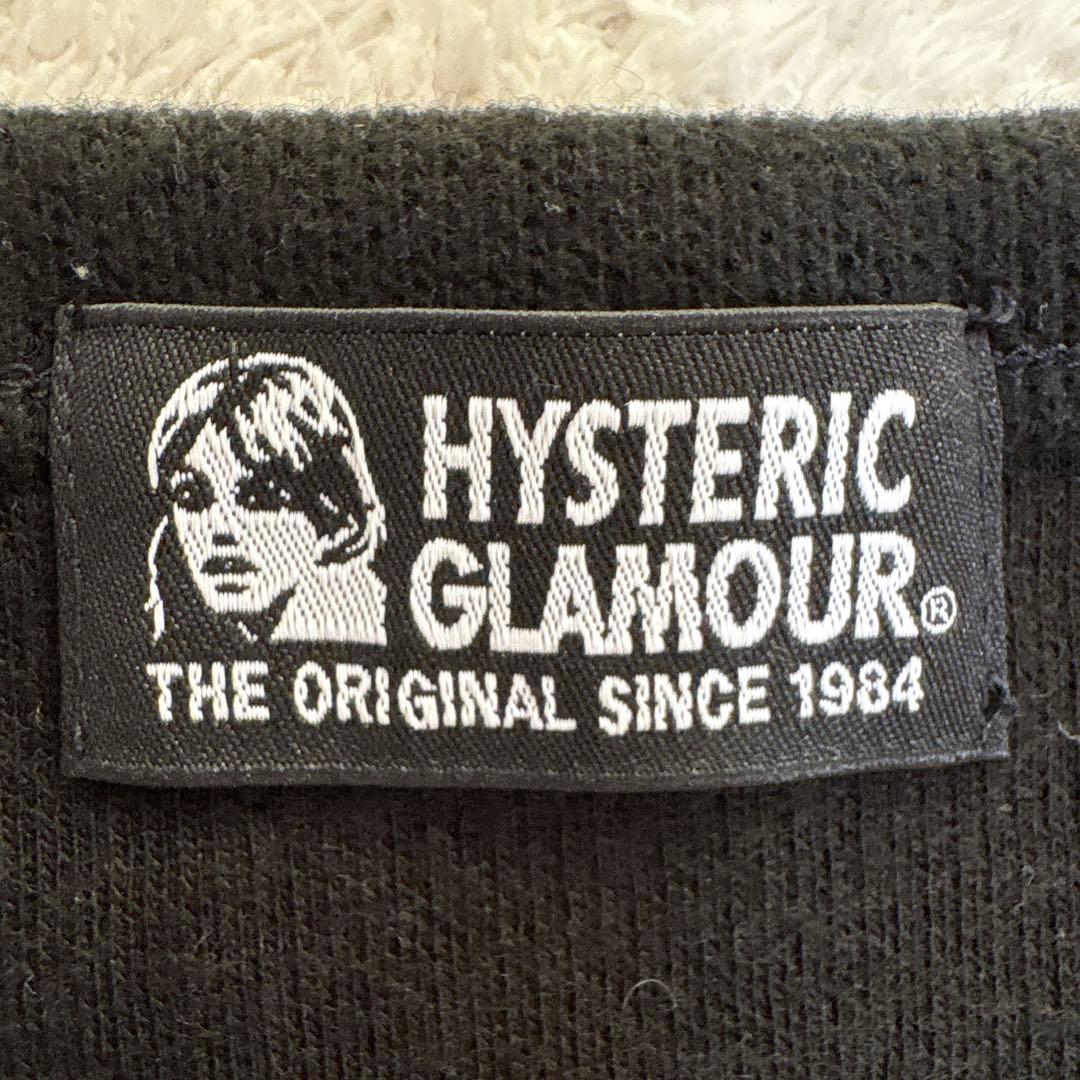 HYSTERIC
GLAMOUR®
THE ORIGINAL SINCE 1984